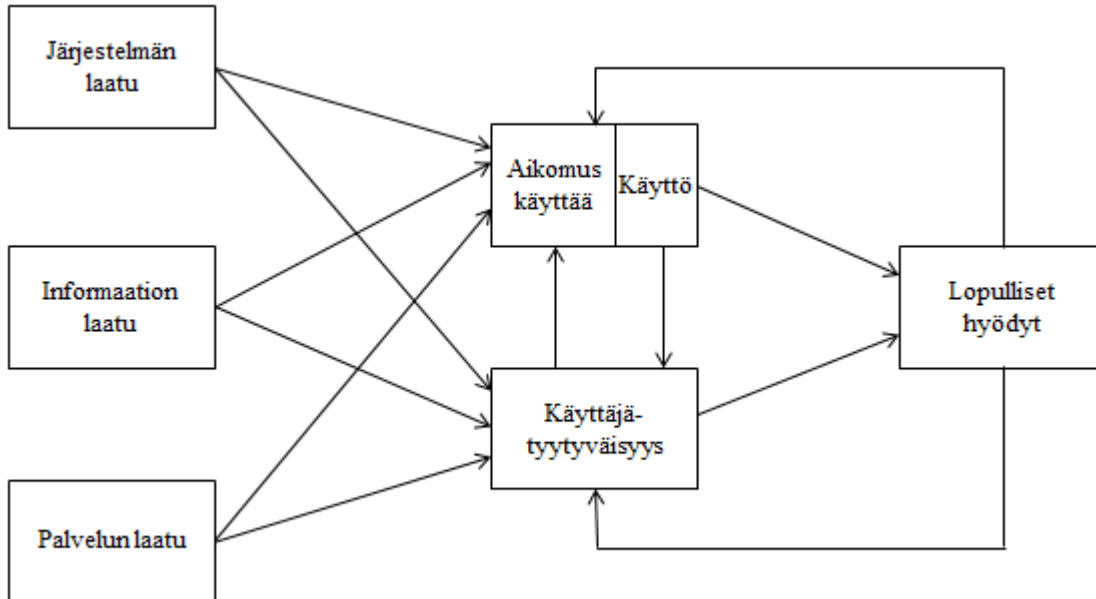 Järjestelmän
laatu
Informaation
laatu
Palvelun laatu
Aikomus
käyttää
Käyttö
Käyttäjä-
tyytyväisyys
Lopulliset
hyödyt